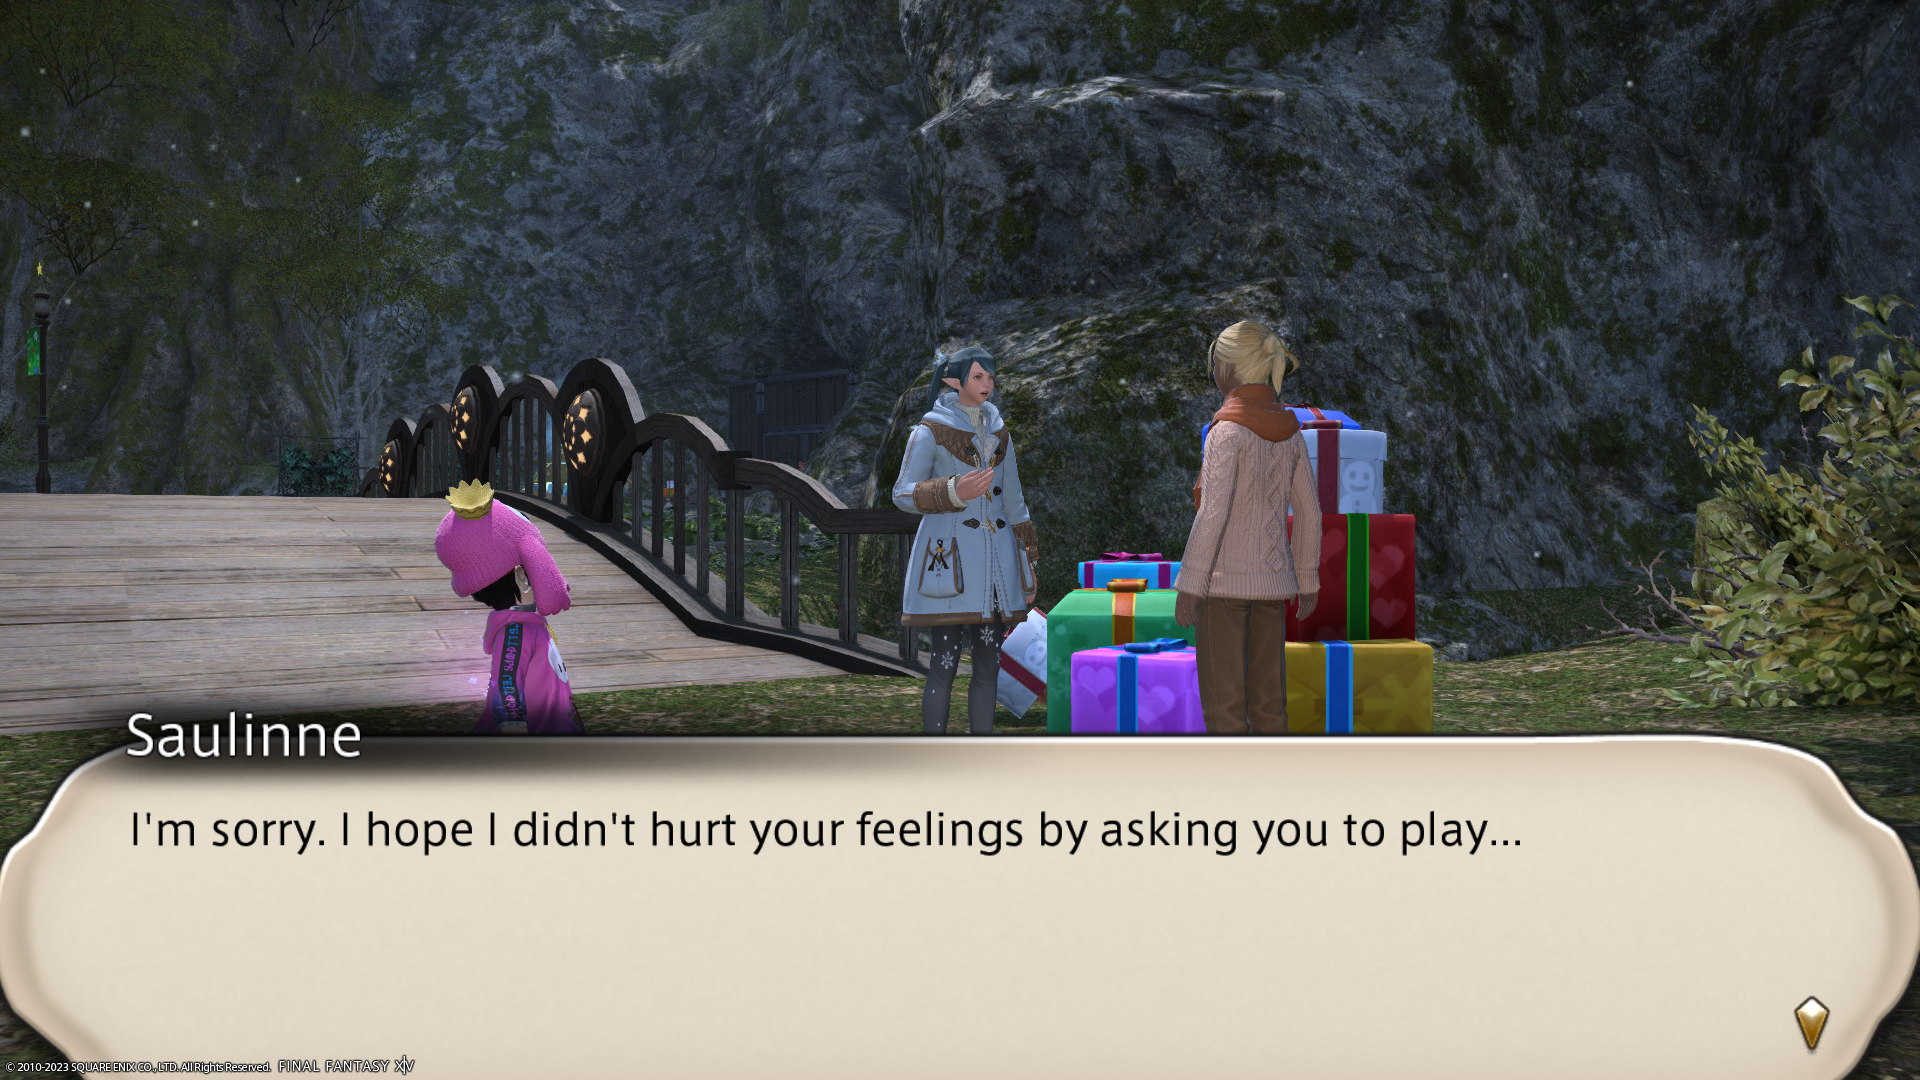 Saulinne
I'm sorry. I hope I didn't hurt your feelings by asking you to play...
© 2010-2023 SQUARE ENIX CO., LTD. All Rights Reserved. FINAL FANTASY XIV